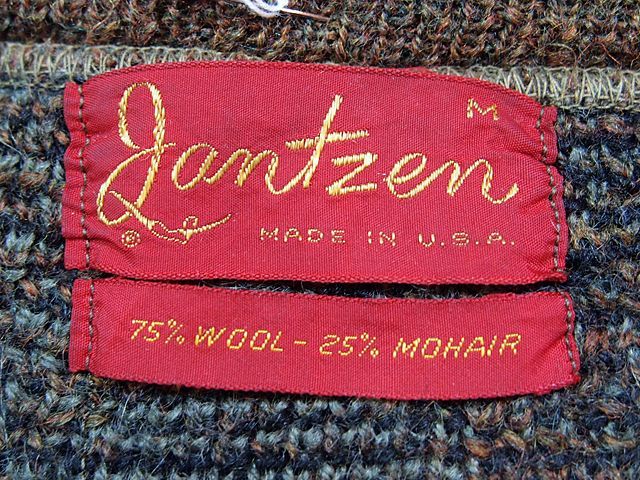 M
Jantzen
® MADE IN U.S.A.
75% WOOL - 25% MOHAIR